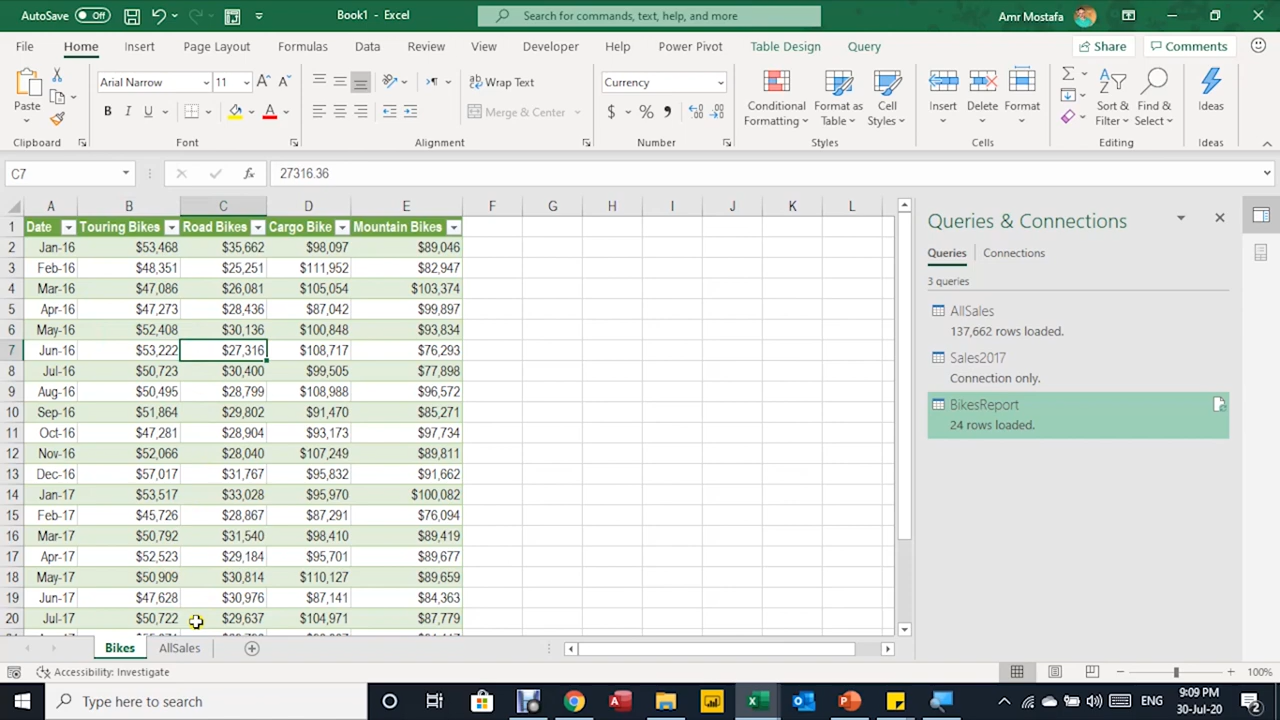 AutoSave Off Book1 - Excel Search for commands, text, help, and more Amr Mostafa
File Home Insert Page Layout Formulas Data Review View Developer Help Power Pivot Table Design Query Share Comments
Arial Narrow 11 Wrap Text Currency
Paste B I U A Merge & Center $ % Conditional Formatting Format as Table Cell Styles Insert Delete Format Sort & Filter Find & Select Ideas
Clipboard Font Alignment Number Styles Cells Editing Ideas
C7 fx 27316.36
A B C D E F G H I J K L
1 Date Touring Bikes Road Bikes Cargo Bike Mountain Bikes
2 Jan-16 $53,468 $35,662 $98,097 $89,046
3 Feb-16 $48,351 $25,251 $111,952 $82,947
4 Mar-16 $47,086 $26,081 $105,054 $103,374
5 Apr-16 $47,273 $28,436 $87,042 $99,897
6 May-16 $52,408 $30,136 $100,848 $93,834
7 Jun-16 $53,222 $27,316 $108,717 $76,293
8 Jul-16 $50,723 $30,400 $99,505 $77,898
9 Aug-16 $50,495 $28,799 $108,988 $96,572
10 Sep-16 $51,864 $29,802 $91,470 $85,271
11 Oct-16 $47,281 $28,904 $93,173 $97,734
12 Nov-16 $52,066 $28,040 $107,249 $89,811
13 Dec-16 $57,017 $31,767 $95,832 $91,662
14 Jan-17 $53,517 $33,028 $95,970 $100,082
15 Feb-17 $45,726 $28,867 $87,291 $76,094
16 Mar-17 $50,792 $31,540 $98,410 $89,419
17 Apr-17 $52,523 $29,184 $95,701 $89,677
18 May-17 $50,909 $30,814 $110,127 $89,659
19 Jun-17 $47,628 $30,976 $87,141 $84,363
20 Jul-17 $50,722 $29,637 $104,971 $87,779
Queries & Connections
Queries Connections
3 queries
AllSales
137,662 rows loaded.
Sales2017
Connection only.
BikesReport
24 rows loaded.
Bikes AllSales
Accessibility: Investigate 100%
Type here to search ENG 9:09 PM
30-Jul-20 2